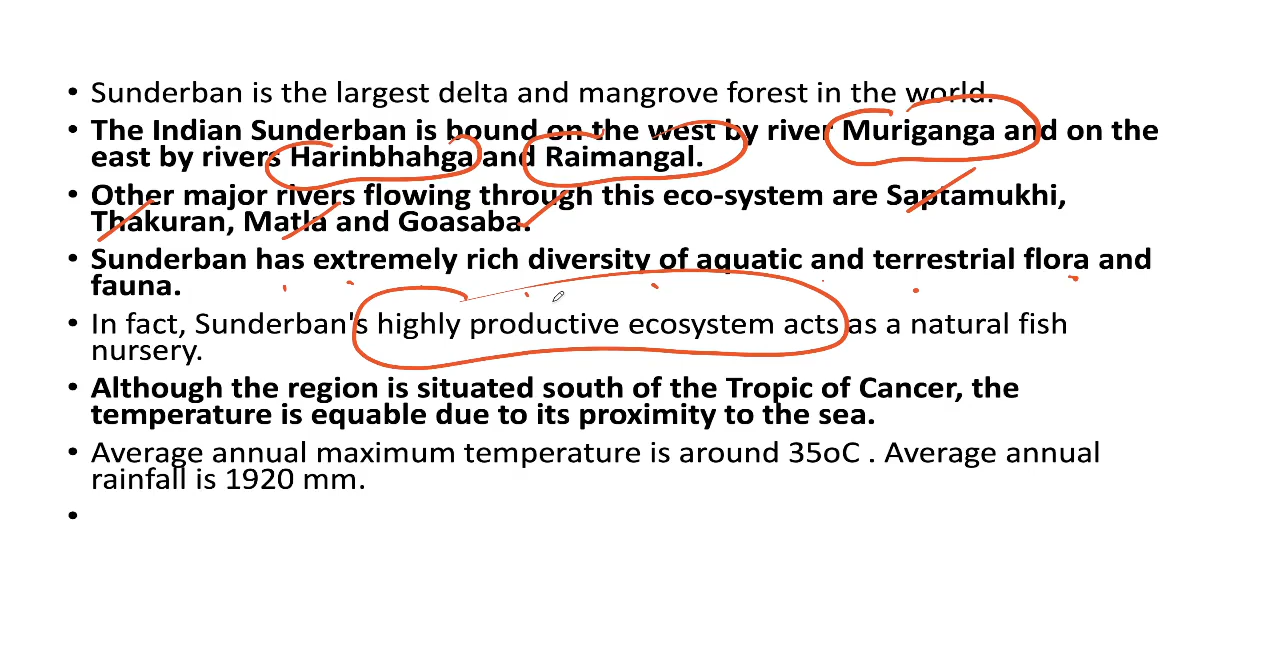 • Sunderban is the largest delta and mangrove forest in the world.
• The Indian Sunderban is bound on the west by river Muriganga and on the
east by rivers Harinbhahga and Raimangal.
• Other major rivers flowing through this eco-system are Saptamukhi,
Thakuran, Matla and Goasaba.
• Sunderban has extremely rich diversity of aquatic and terrestrial flora and
fauna.
• In fact, Sunderban's highly productive ecosystem acts as a natural fish
nursery.
• Although the region is situated south of the Tropic of Cancer, the
temperature is equable due to its proximity to the sea.
• Average annual maximum temperature is around 35oC . Average annual
rainfall is 1920 mm.
•